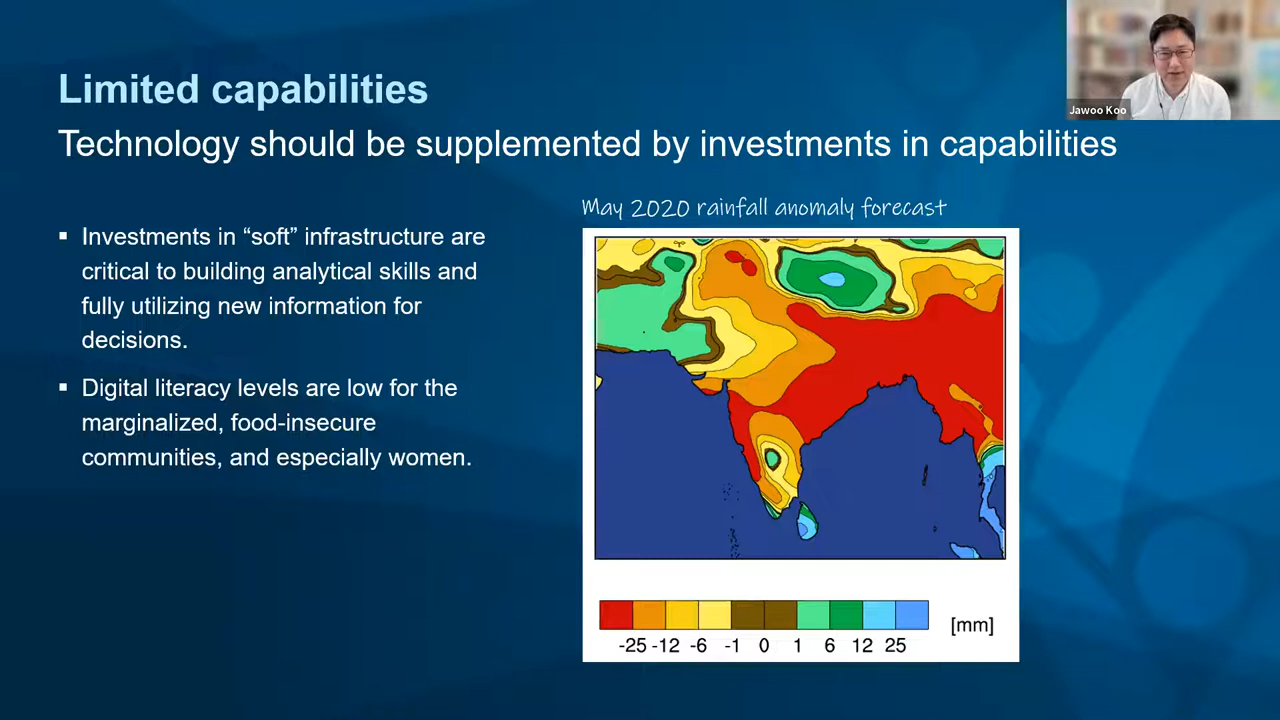 Limited capabilities
Technology should be supplemented by investments in capabilities
Jawoo Koo
▪ Investments in “soft” infrastructure are
critical to building analytical skills and
fully utilizing new information for
decisions.
▪ Digital literacy levels are low for the
marginalized, food-insecure
communities, and especially women.
May 2020 rainfall anomaly forecast
[mm]
-25 -12 -6 -1 0 1 6 12 25